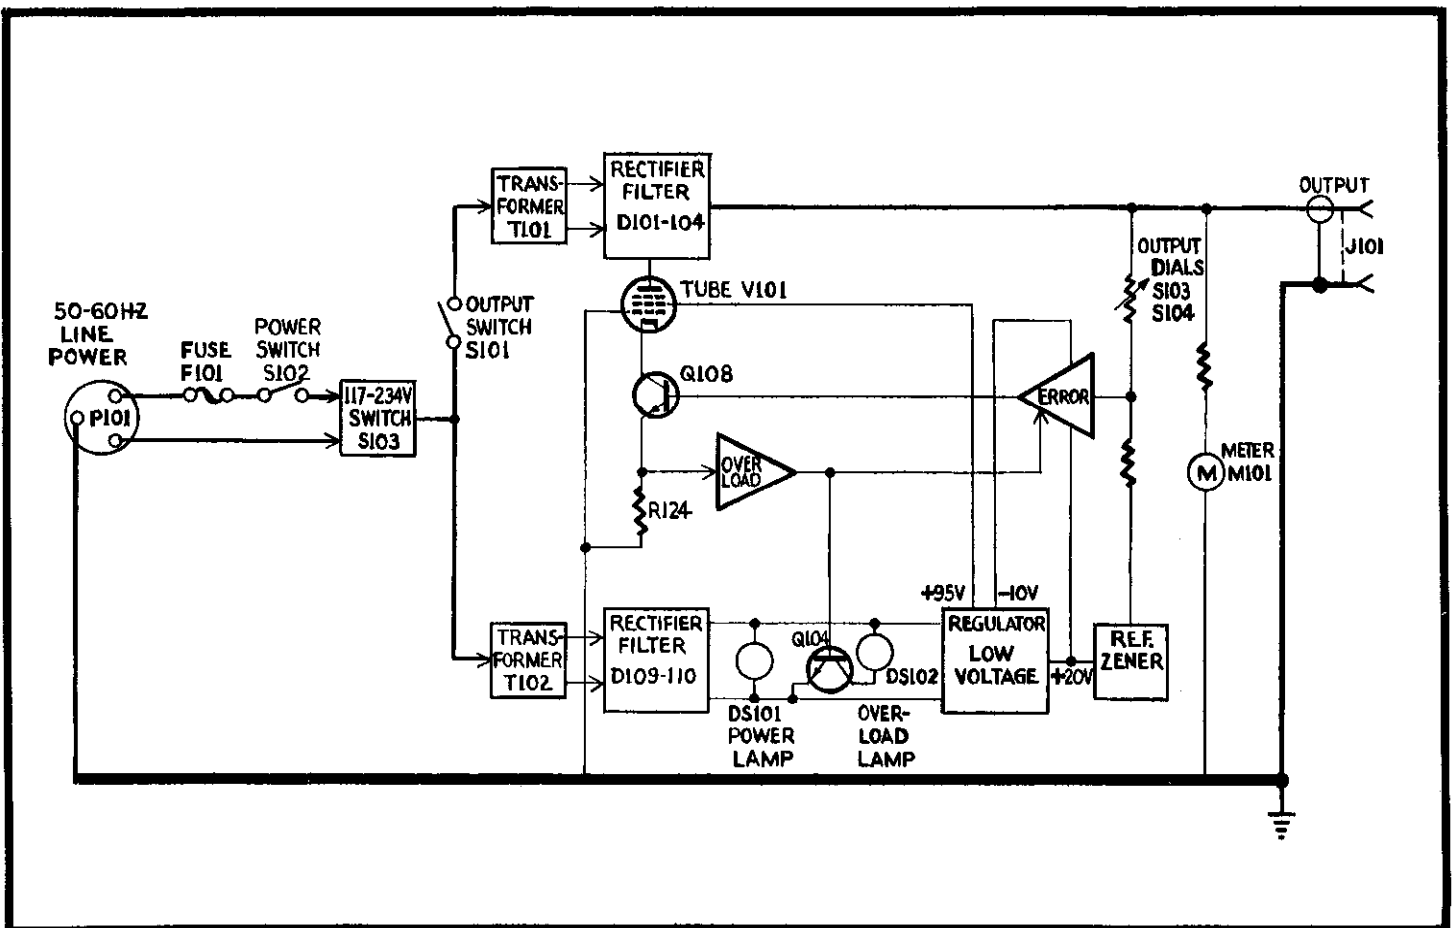 50-60HZ
LINE
POWER
P101
FUSE
F101
POWER
SWITCH
S102
117-234V
SWITCH
S103
OUTPUT
SWITCH
S101
TRANS-
FORMER
T101
RECTIFIER
FILTER
D101-104
TUBE V101
Q108
OVER
LOAD
R124
ERROR
OUTPUT
DIALS
S103
S104
OUTPUT
J101
METER
M101
M
TRANS-
FORMER
T102
RECTIFIER
FILTER
D109-110
DS101
POWER
LAMP
Q104
DS102
OVER-
LOAD
LAMP
+95V
-10V
REGULATOR
LOW
VOLTAGE
+20V
REF.
ZENER